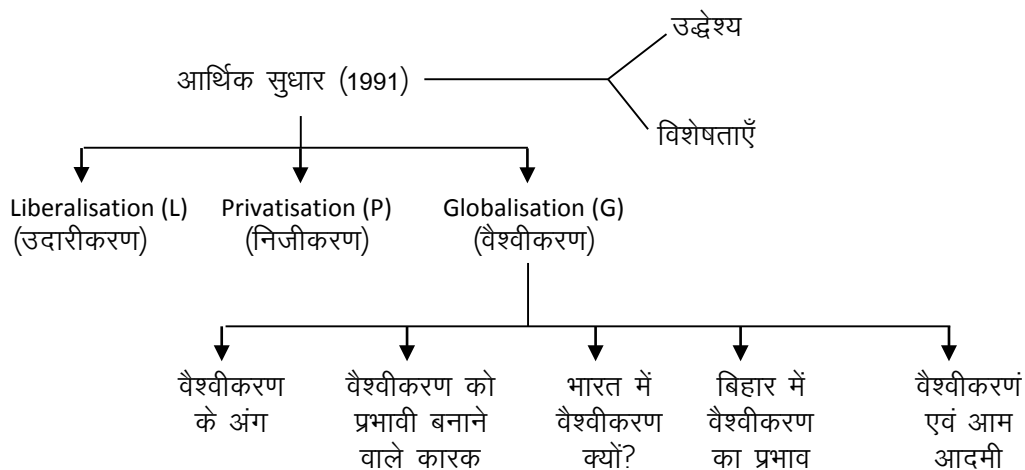 उद्धेश्य
आर्थिक सुधार (1991)
विशेषताएँ
Liberalisation (L) Privatisation (P) Globalisation (G)
(उदारीकरण) (निजीकरण) (वैश्वीकरण)
वैश्वीकरण वैश्वीकरण को भारत में बिहार में वैश्वीकरणं
के अंग प्रभावी बनाने वैश्वीकरण वैश्वीकरण एवं आम
वाले कारक क्यों? का प्रभाव आदमी